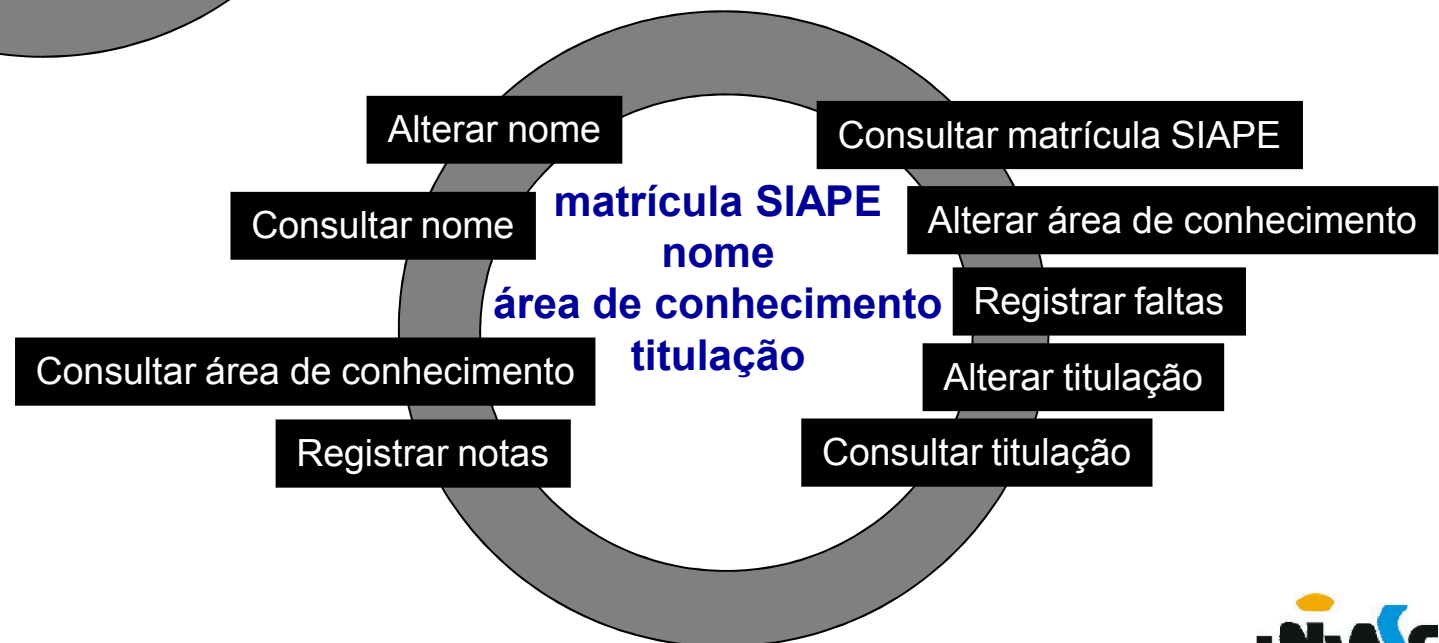 Alterar nome
Consultar nome
Consultar área de conhecimento
Registrar notas
matrícula SIAPE
nome
área de conhecimento
titulação
Consultar matrícula SIAPE
Alterar área de conhecimento
Registrar faltas
Alterar titulação
Consultar titulação